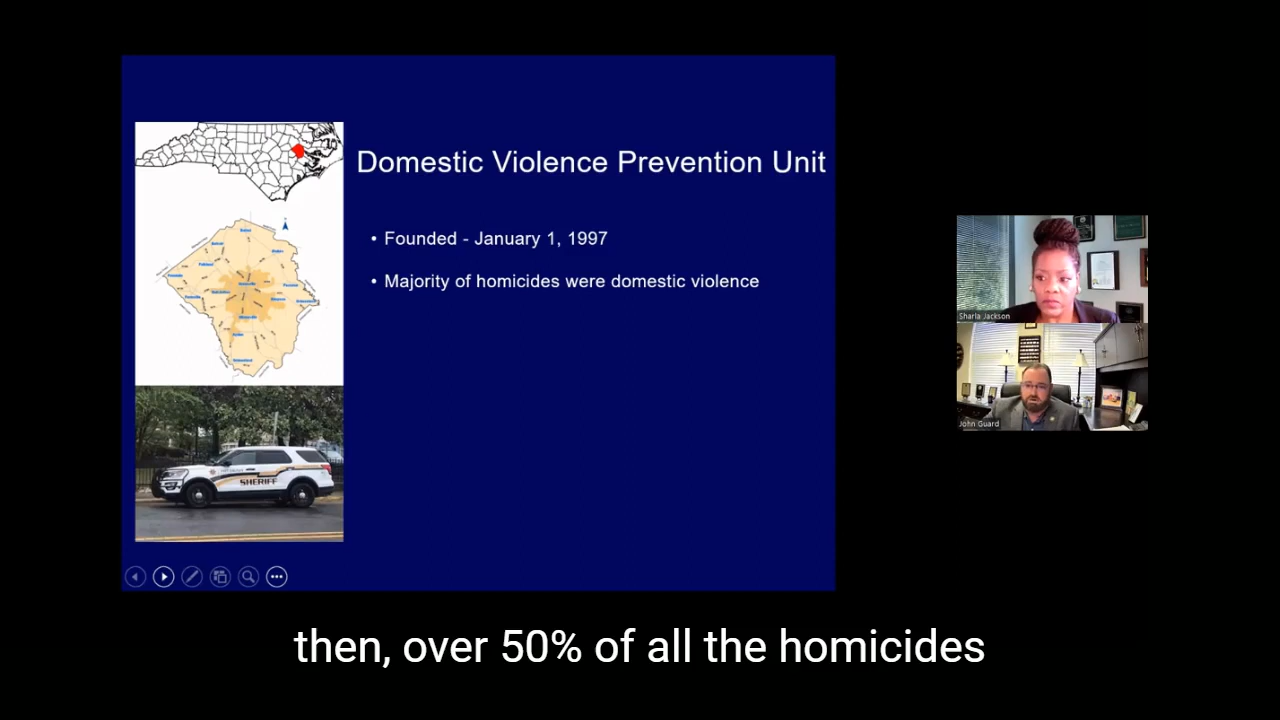 Domestic Violence Prevention Unit
• Founded - January 1, 1997
• Majority of homicides were domestic violence
SHERIFF
Sharla Jackson
John Guard
then, over 50% of all the homicides